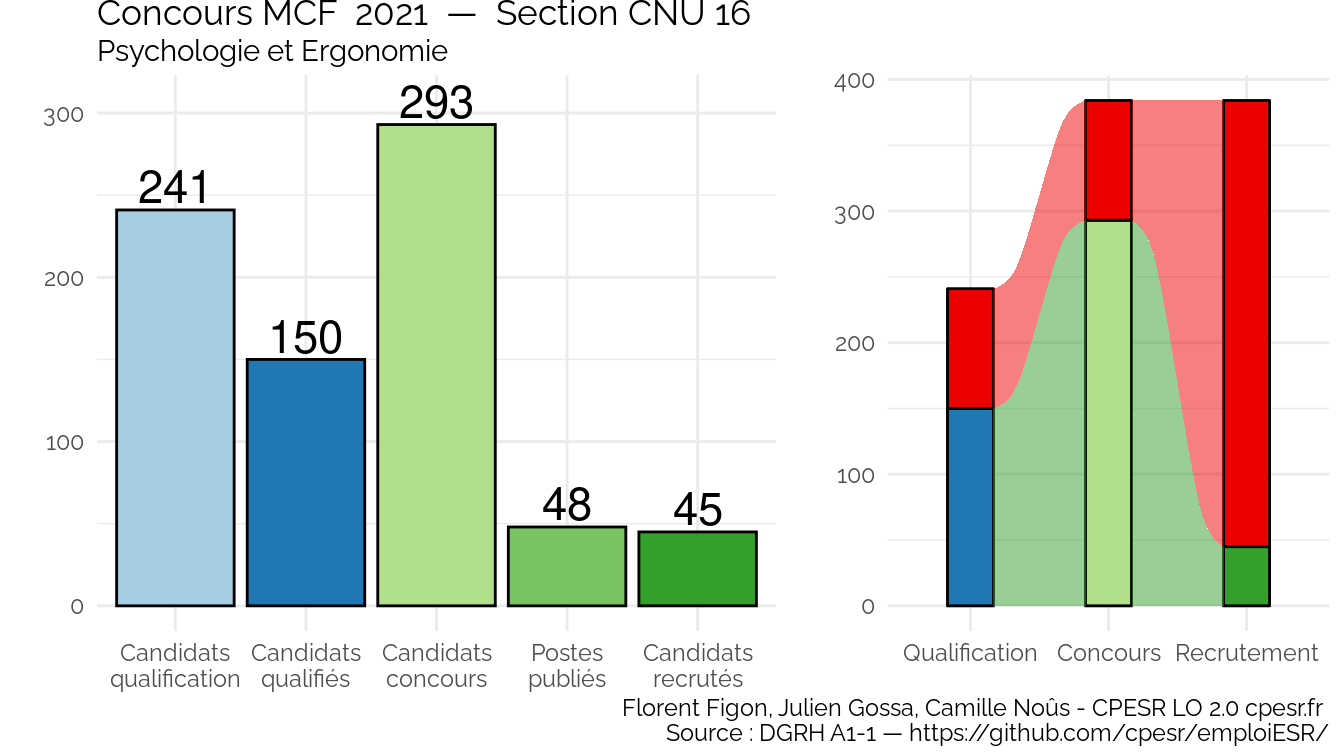 Concours MCF 2021 — Section CNU 16
Psychologie et Ergonomie
300
200
100
0
241
150
293
48
45
Candidats qualification
Candidats qualifiés
Candidats concours
Postes publiés
Candidats recrutés
400
300
200
100
0
Qualification
Concours
Recrutement
Florent Figon, Julien Gossa, Camille Noûs - CPESR LO 2.0 cpesr.fr
Source : DGRH A1-1 — https://github.com/cpesr/emploiESR/